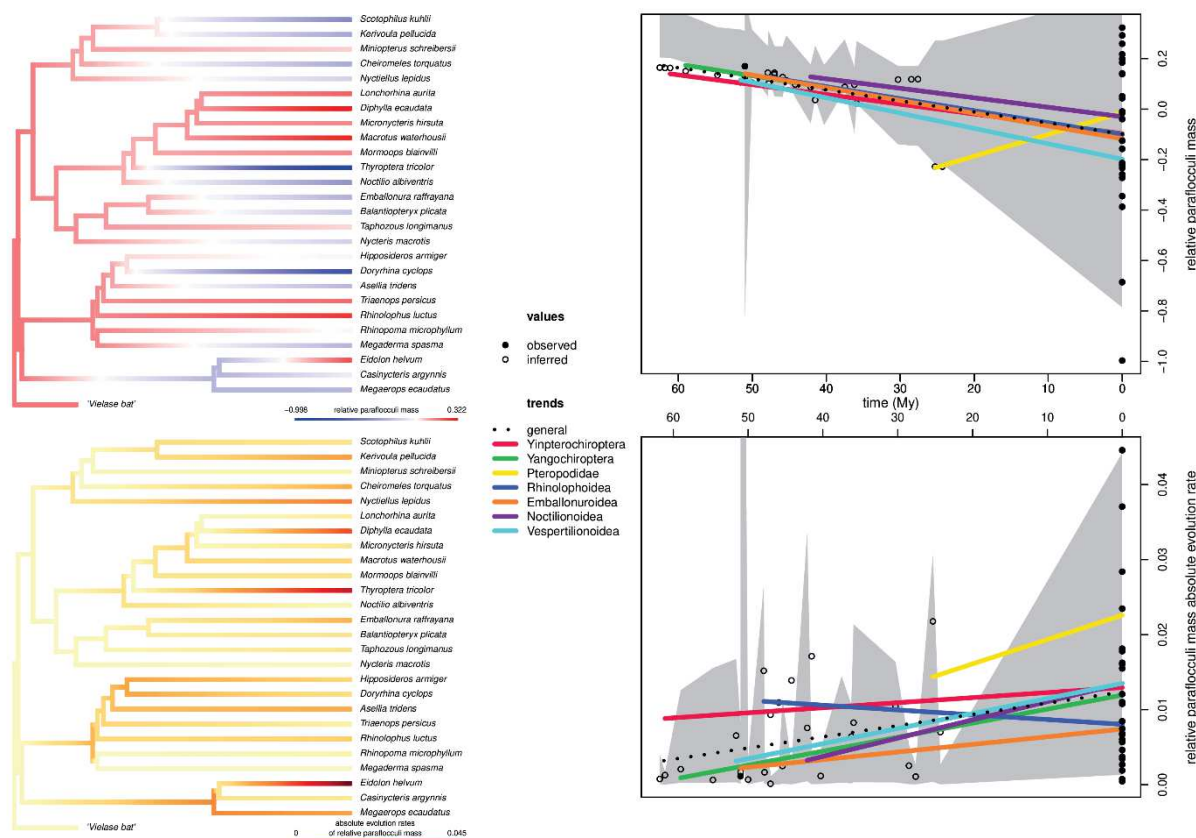 Scotophilus kuhlii
Kerivoula pellucida
Miniopterus schreibersii
Cheiromeles torquatus
Nyctiellus lepidus
Lonchorhina aurita
Diphylla ecaudata
Micronycteris hirsuta
Macrotus waterhousii
Mormoops blainvilli
Thyroptera tricolor
Noctilio albiventris
Emballonura raffrayana
Balantiopteryx plicata
Taphozous longimanus
Nycteris macrotis
Hipposideros armiger
Doryrhina cyclops
Asellia tridens
Triaenops persicus
Rhinolophus luctus
Rhinopoma microphyllum
Megaderma spasma
Eidolon helvum
Casinycteris argynnis
Megaerops ecaudatus
'Vielase bat'
−0.998 relative paraflocculi mass 0.322
values
observed
inferred
trends
general
Yinpterochiroptera
Yangochiroptera
Pteropodidae
Rhinolophoidea
Emballonuroidea
Noctilionoidea
Vespertilionoidea
0.2
0.0
−0.2
−0.4
−0.6
−0.8
−1.0
relative paraflocculi mass
60 50 40 30 20 10 0
time (My)
60 50 40 30 20 10 0
0.04
0.03
0.02
0.01
0.00
relative paraflocculi mass absolute evolution rate
Scotophilus kuhlii
Kerivoula pellucida
Miniopterus schreibersii
Cheiromeles torquatus
Nyctiellus lepidus
Lonchorhina aurita
Diphylla ecaudata
Micronycteris hirsuta
Macrotus waterhousii
Mormoops blainvilli
Thyroptera tricolor
Noctilio albiventris
Emballonura raffrayana
Balantiopteryx plicata
Taphozous longimanus
Nycteris macrotis
Hipposideros armiger
Doryrhina cyclops
Asellia tridens
Triaenops persicus
Rhinolophus luctus
Rhinopoma microphyllum
Megaderma spasma
Eidolon helvum
Casinycteris argynnis
Megaerops ecaudatus
'Vielase bat'
absolute evolution rates
0 of relative paraflocculi mass 0.045